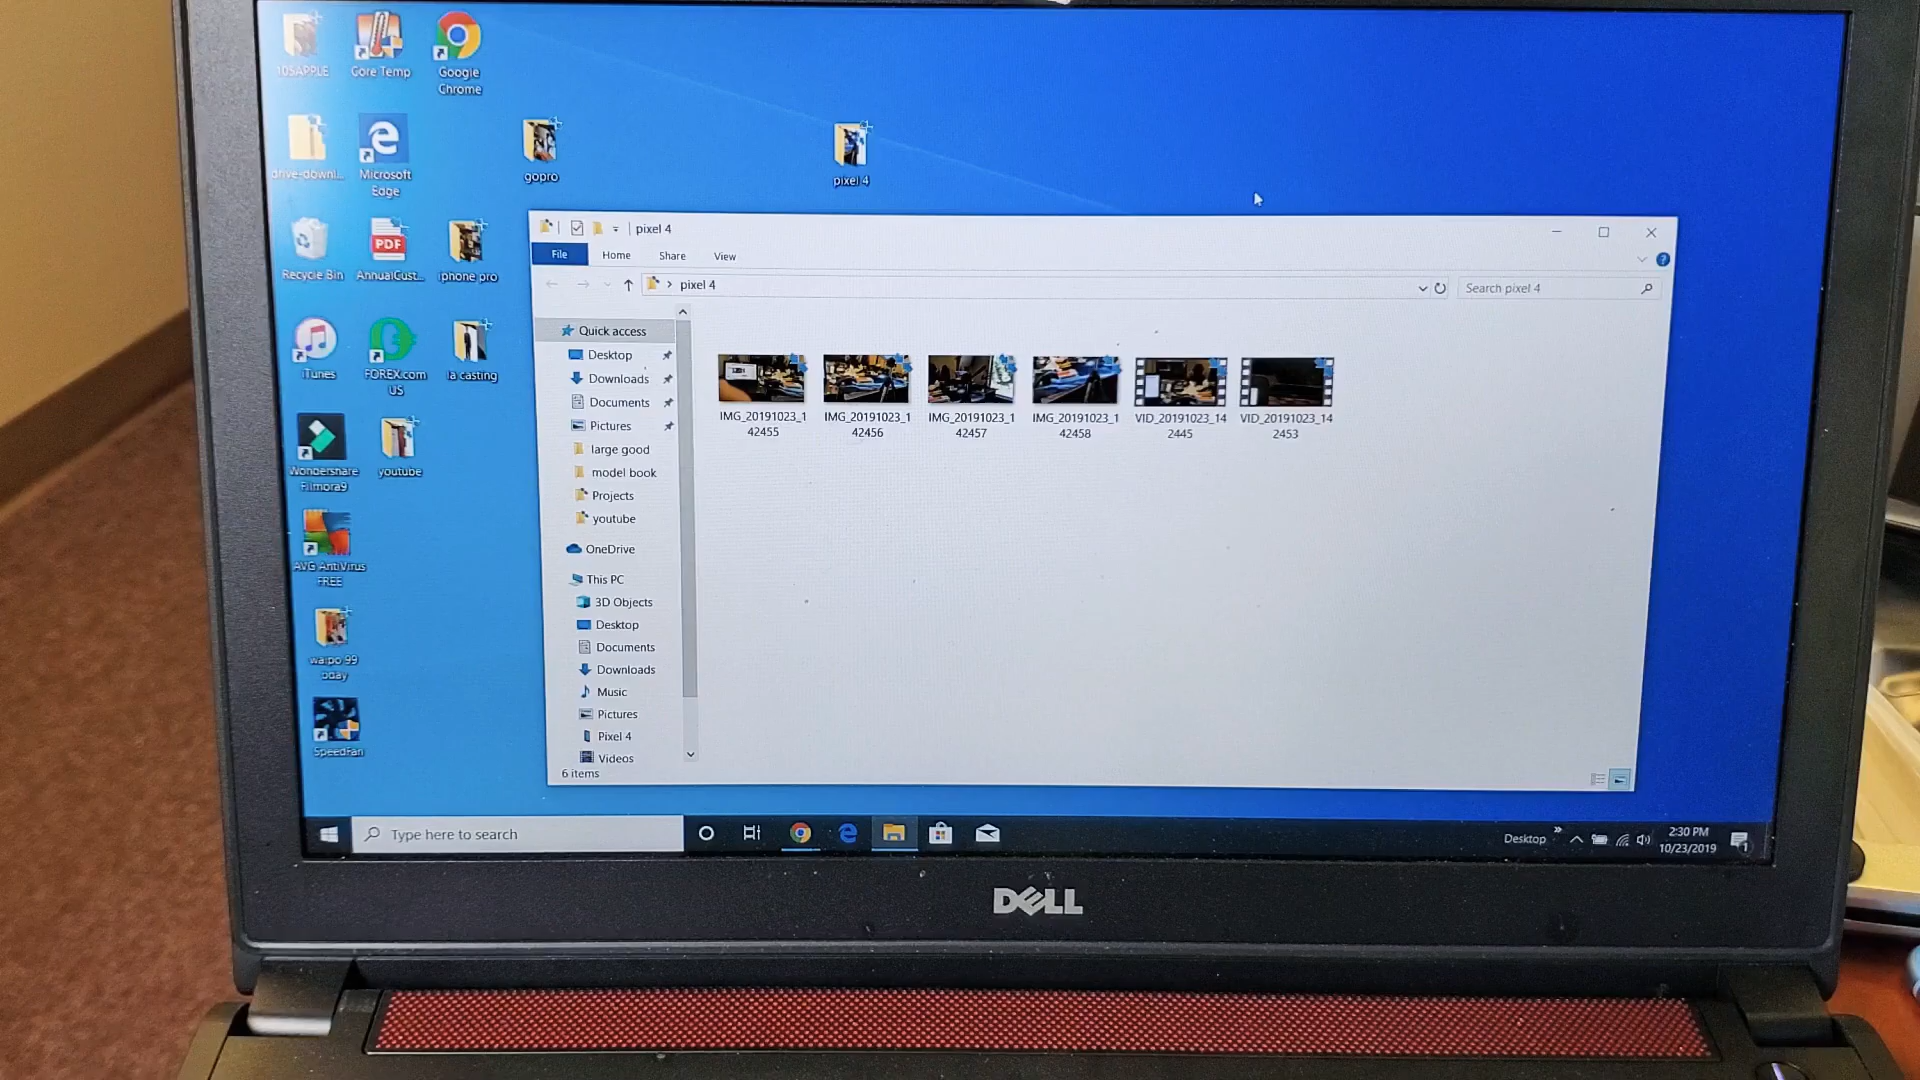 105APPLE
Core Temp
Google
Chrome
drive-downl...
Microsoft
Edge
gopro
pixel 4
Recycle Bin
PDF
AnnualCust...
iphone pro
iTunes
FOREX.com
US
la casting
Wondershare
Filmora9
youtube
AVG AntiVirus
FREE
SpeedFan
pixel 4
File
Home
Share
View
pixel 4
Search pixel 4
Quick access
Desktop
Downloads
Documents
Pictures
large good
model book
Projects
youtube
OneDrive
This PC
3D Objects
Desktop
Documents
Downloads
Music
Pictures
Pixel 4
Videos
6 items
IMG_20191023_1
42455
IMG_20191023_1
42456
IMG_20191023_1
42457
IMG_20191023_1
42458
VID_20191023_14
2445
VID_20191023_14
2453
Type here to search
Desktop
2:30 PM
10/23/2019
1
DELL